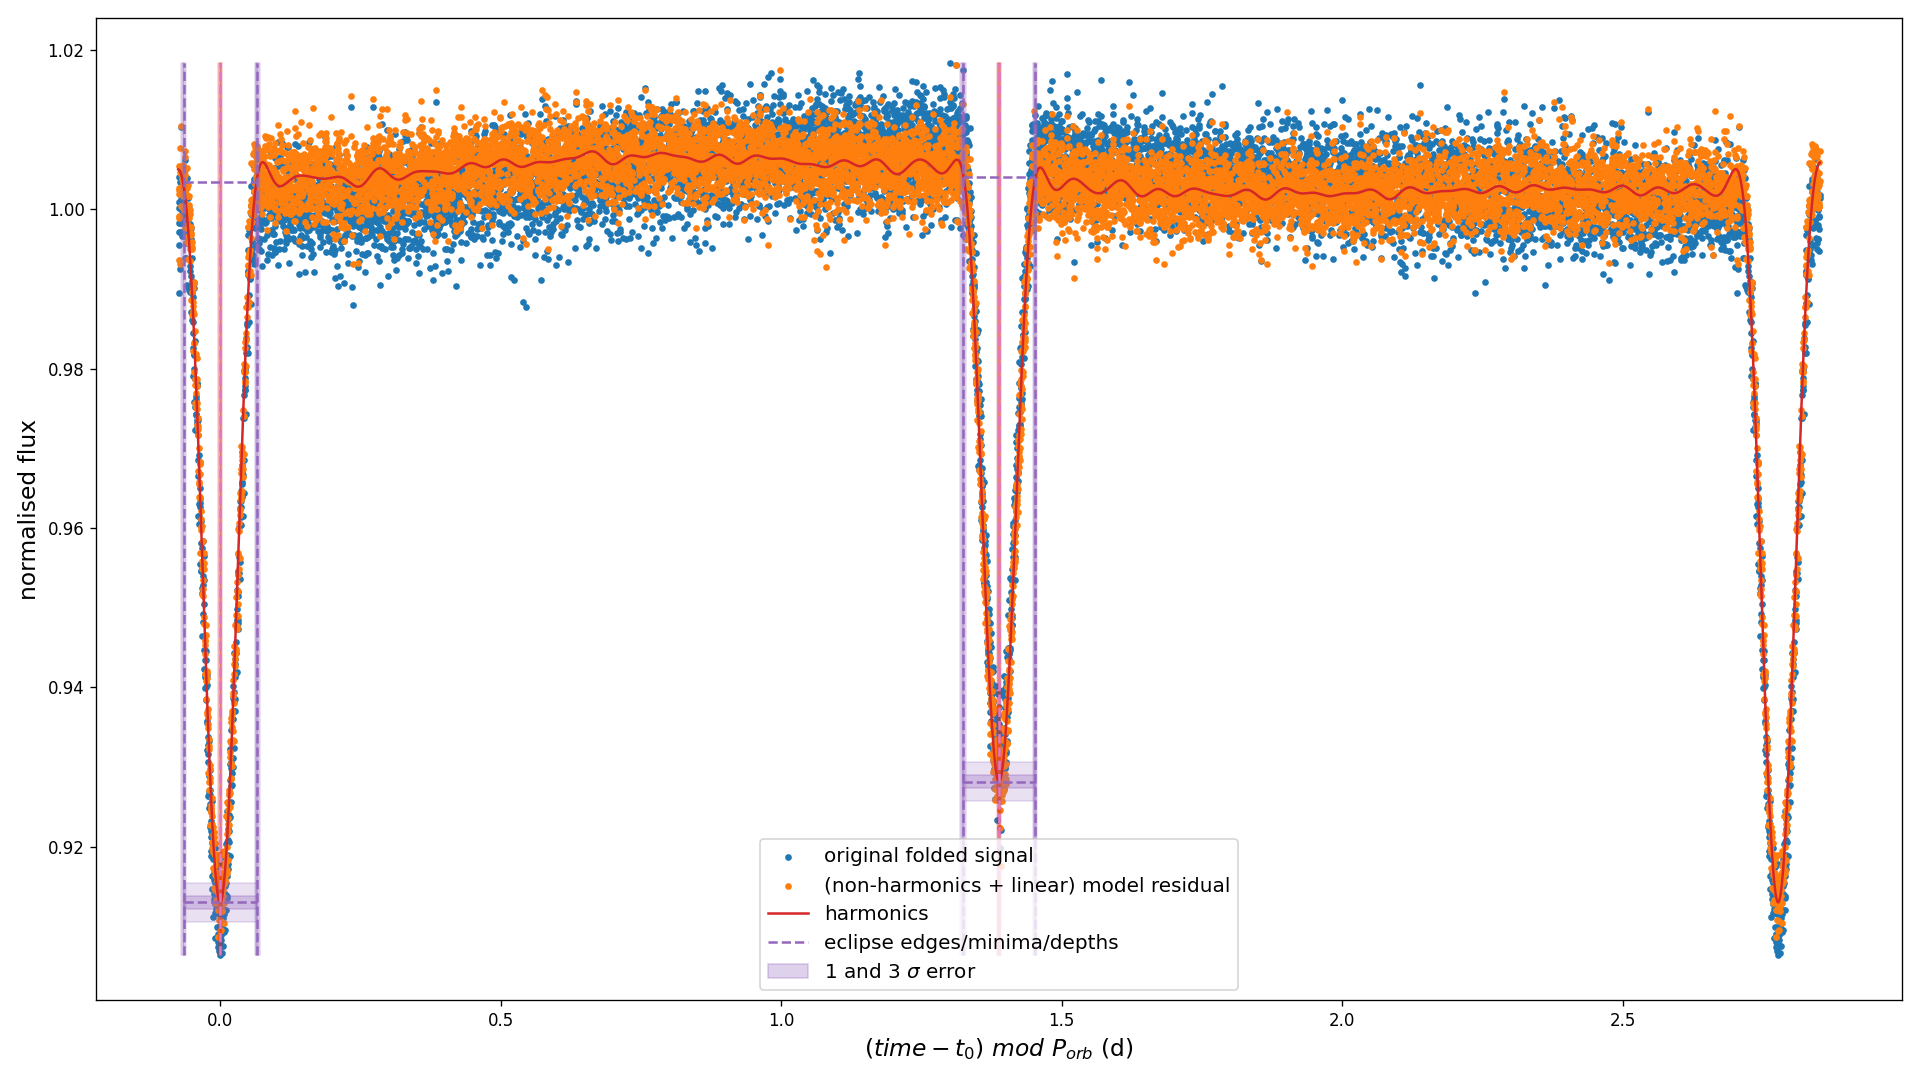 normalised flux
1.02
1.00
0.98
0.96
0.94
0.92
original folded signal
(non-harmonics + linear) model residual
harmonics
eclipse edges/minima/depths
1 and 3 σ error
0.0 0.5 1.0 1.5 2.0 2.5
(time − t₀) mod Pₒᵣb (d)